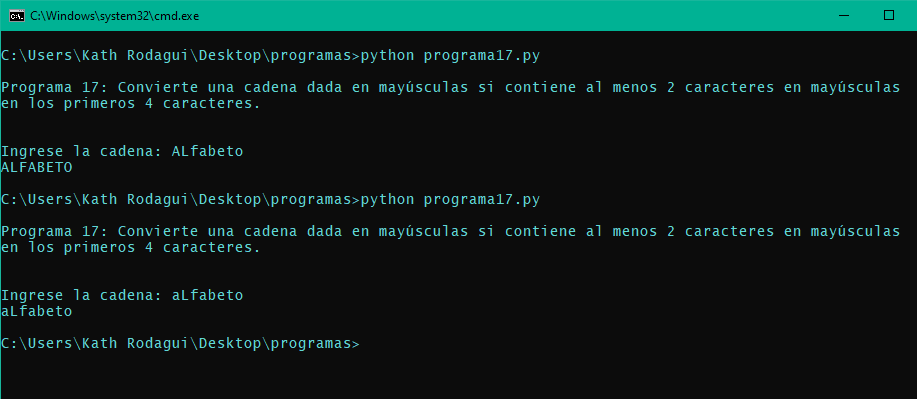 C:\Windows\system32\cmd.exe
C:\Users\Kath Rodagui\Desktop\programas>python programa17.py
Programa 17: Convierte una cadena dada en mayúsculas si contiene al menos 2 caracteres en mayúsculas
en los primeros 4 caracteres.
Ingrese la cadena: ALfabeto
ALFABETO
C:\Users\Kath Rodagui\Desktop\programas>python programa17.py
Programa 17: Convierte una cadena dada en mayúsculas si contiene al menos 2 caracteres en mayúsculas
en los primeros 4 caracteres.
Ingrese la cadena: aLfabeto
aLfabeto
C:\Users\Kath Rodagui\Desktop\programas>